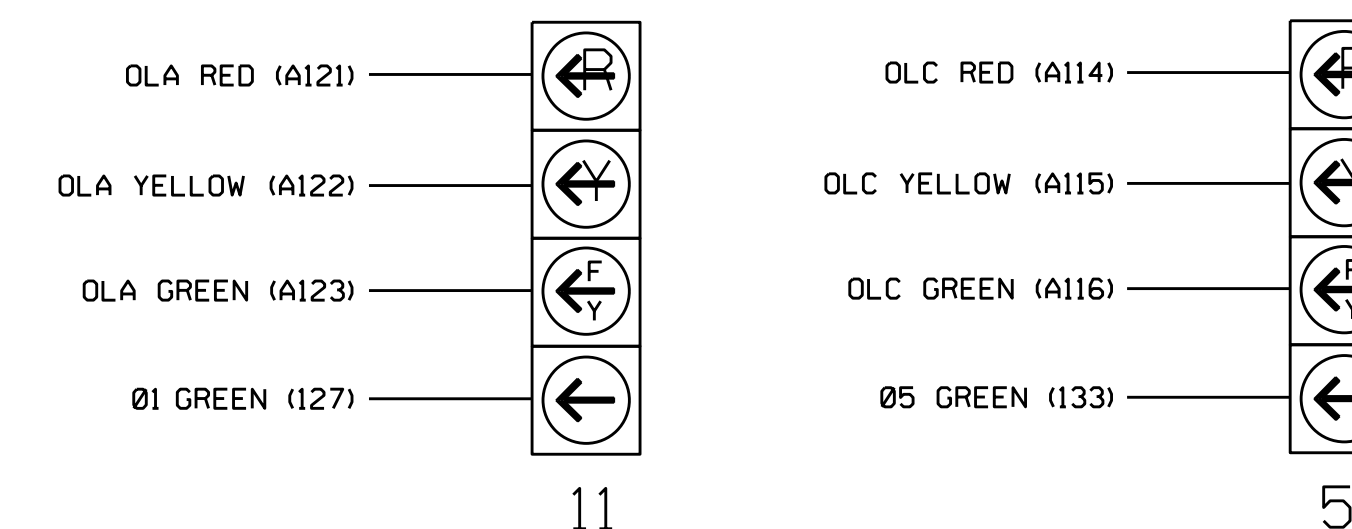 OLA RED (A121)
R
OLA YELLOW (A122)
Y
OLA GREEN (A123)
F
Y
Ø1 GREEN (127)
11
OLC RED (A114)
OLC YELLOW (A115)
OLC GREEN (A116)
Ø5 GREEN (133)
5